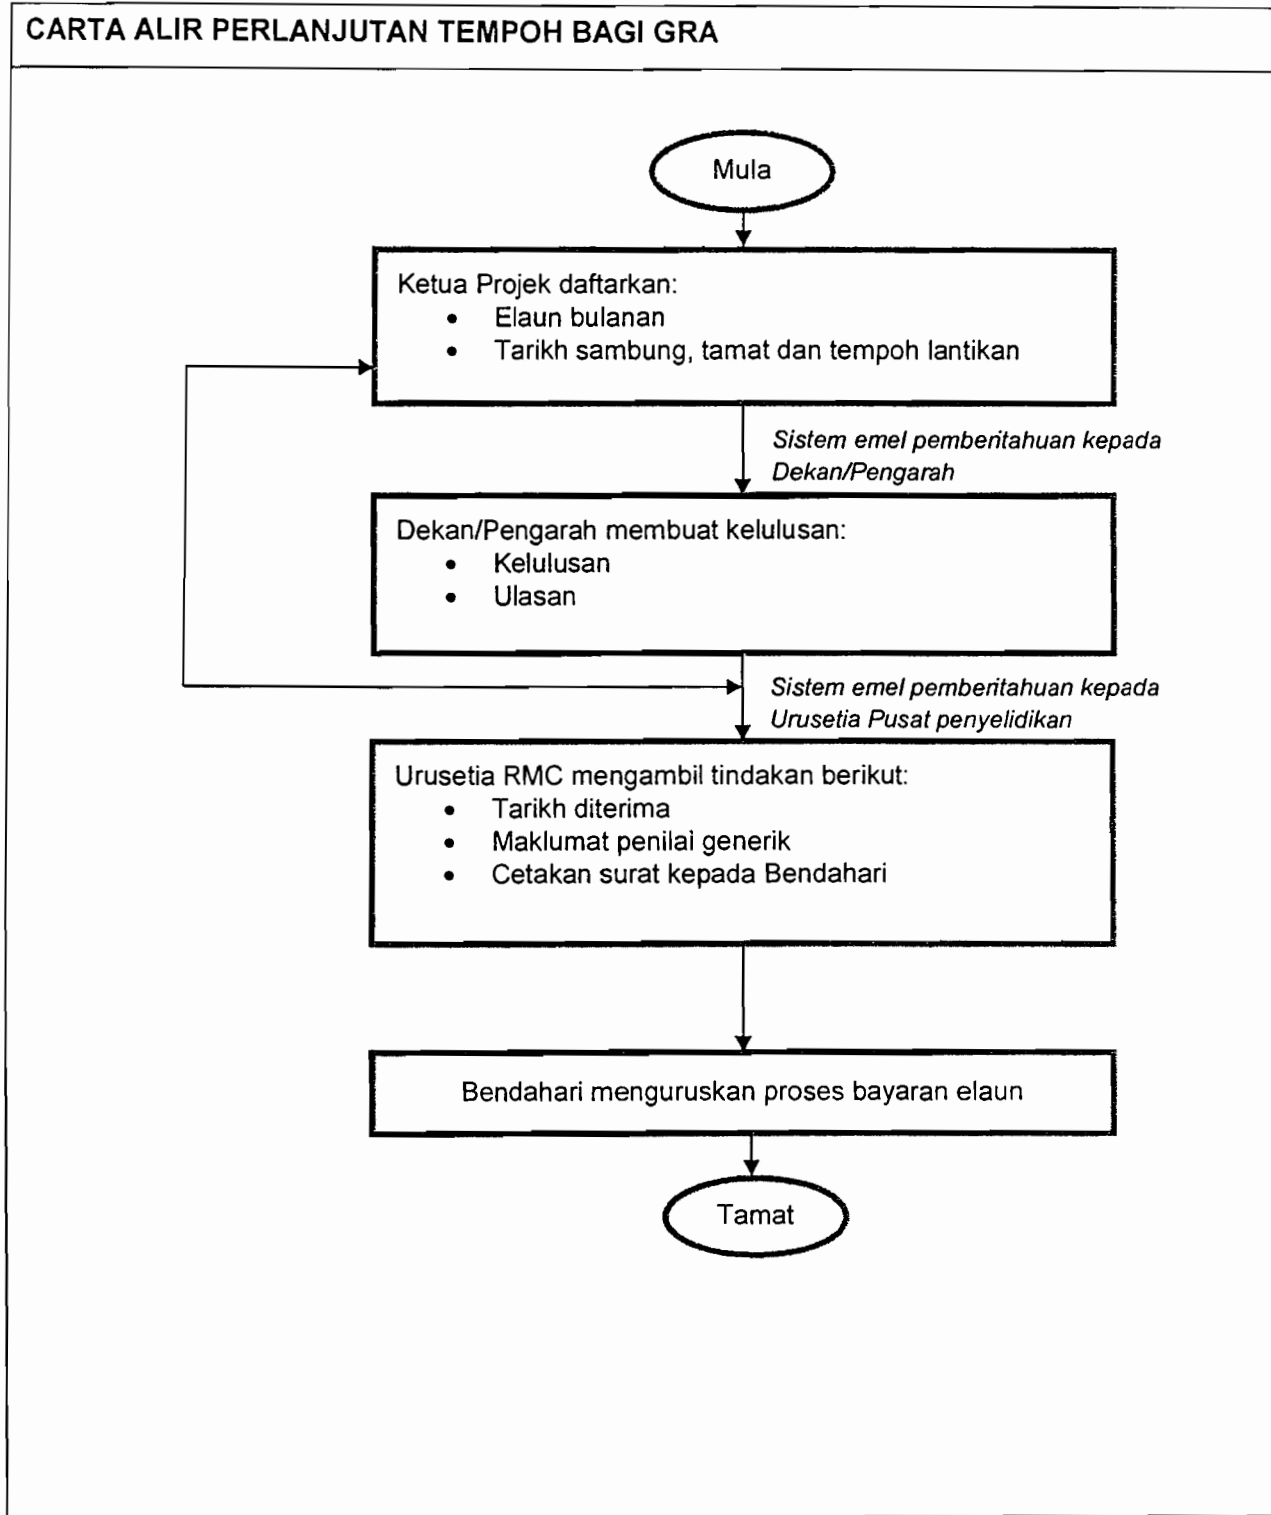 CARTA ALIR PERLANJUTAN TEMPOH BAGI GRA
Mula
Ketua Projek daftarkan:
• Elaun bulanan
• Tarikh sambung, tamat dan tempoh lantikan
Sistem emel pemberitahuan kepada
Dekan/Pengarah
Dekan/Pengarah membuat kelulusan:
• Kelulusan
• Ulasan
Sistem emel pemberitahuan kepada
Urusetia Pusat penyelidikan
Urusetia RMC mengambil tindakan berikut:
• Tarikh diterima
• Maklumat penilai generik
• Cetakan surat kepada Bendahari
Bendahari menguruskan proses bayaran elaun
Tamat